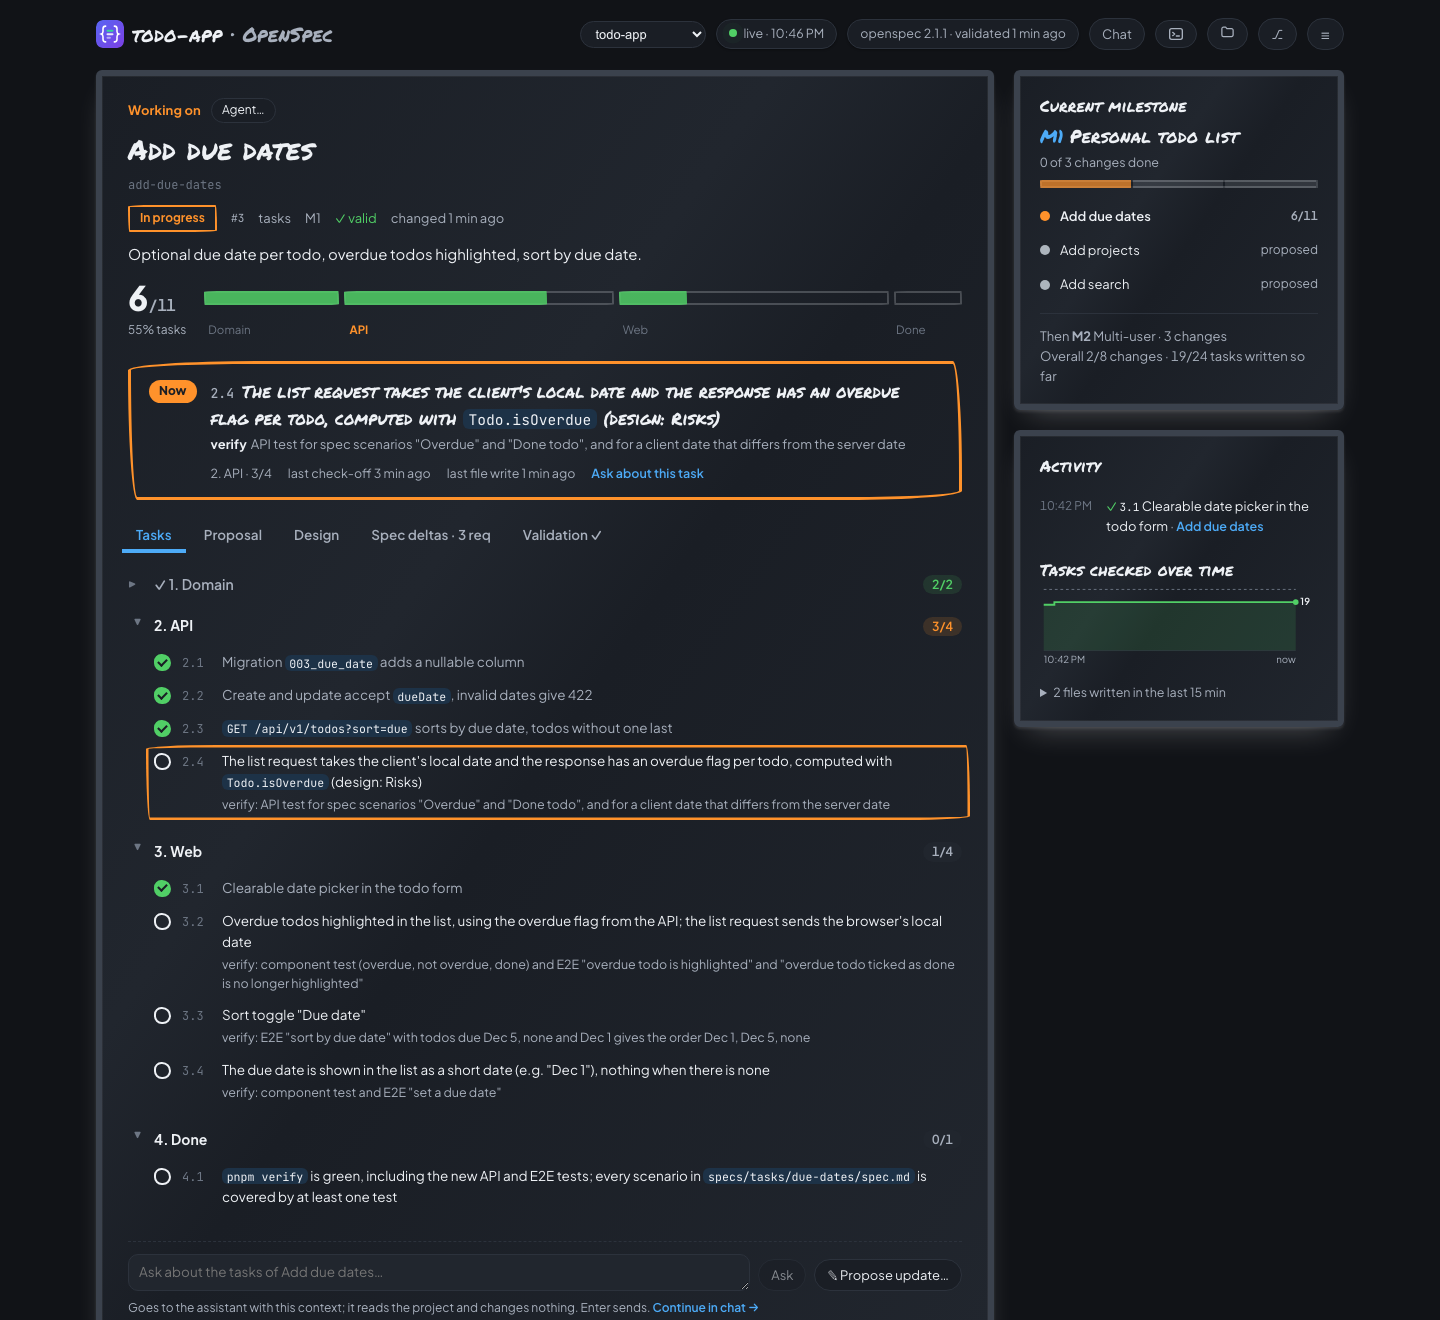 todo-app · OpenSpec
todo-app
live · 10:46 PM
openspec 2.1.1 · validated 1 min ago
Chat
Working on
Agent…
Add due dates
add-due-dates
In progress
#3 tasks M1 ✓ valid changed 1 min ago
Optional due date per todo, overdue todos highlighted, sort by due date.
6/11
55% tasks
Domain
API
Web
Done
Now
2.4 The list request takes the client's local date and the response has an overdue
flag per todo, computed with Todo.isOverdue (design: Risks)
verify API test for spec scenarios "Overdue" and "Done todo", and for a client date that differs from the server date
2. API · 3/4 last check-off 3 min ago last file write 1 min ago Ask about this task
Tasks Proposal Design Spec deltas · 3 req Validation ✓
✓ 1. Domain 2/2
2. API 3/4
2.1 Migration 003_due_date adds a nullable column
2.2 Create and update accept dueDate, invalid dates give 422
2.3 GET /api/v1/todos?sort=due sorts by due date, todos without one last
2.4 The list request takes the client's local date and the response has an overdue flag per todo, computed with
Todo.isOverdue (design: Risks)
verify: API test for spec scenarios "Overdue" and "Done todo", and for a client date that differs from the server date
3. Web 1/4
3.1 Clearable date picker in the todo form
3.2 Overdue todos highlighted in the list, using the overdue flag from the API; the list request sends the browser's local
date
verify: component test (overdue, not overdue, done) and E2E "overdue todo is highlighted" and "overdue todo ticked as done
is no longer highlighted"
3.3 Sort toggle "Due date"
verify: E2E "sort by due date" with todos due Dec 5, none and Dec 1 gives the order Dec 1, Dec 5, none
3.4 The due date is shown in the list as a short date (e.g. "Dec 1"), nothing when there is none
verify: component test and E2E "set a due date"
4. Done 0/1
4.1 pnpm verify is green, including the new API and E2E tests; every scenario in specs/tasks/due-dates/spec.md is
covered by at least one test
Ask about the tasks of Add due dates…
Ask
✎ Propose update…
Goes to the assistant with this context; it reads the project and changes nothing. Enter sends. Continue in chat →
Current milestone
M1 Personal todo list
0 of 3 changes done
Add due dates 6/11
Add projects proposed
Add search proposed
Then M2 Multi-user · 3 changes
Overall 2/8 changes · 19/24 tasks written so
far
Activity
10:42 PM ✓ 3.1 Clearable date picker in the
todo form · Add due dates
Tasks checked over time
19
10:42 PM now
2 files written in the last 15 min